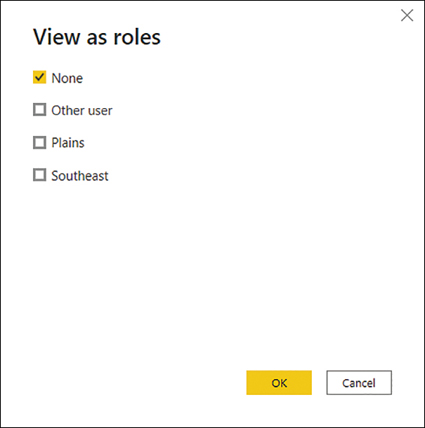 View as roles
None
Other user
Plains
Southeast
OK
Cancel